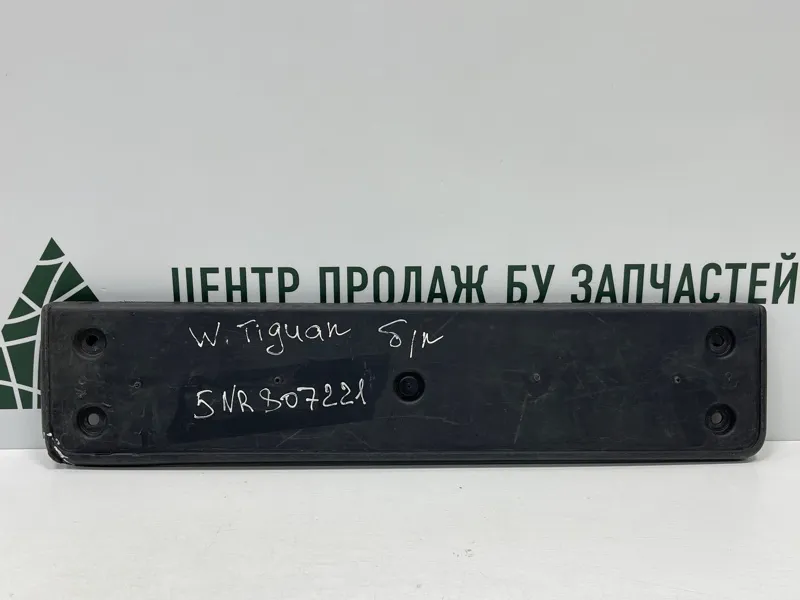 ЦЕНТР ПРОДАЖ БУ ЗАПЧАСТЕЙ
W. Tiguan б/п
5NR807221